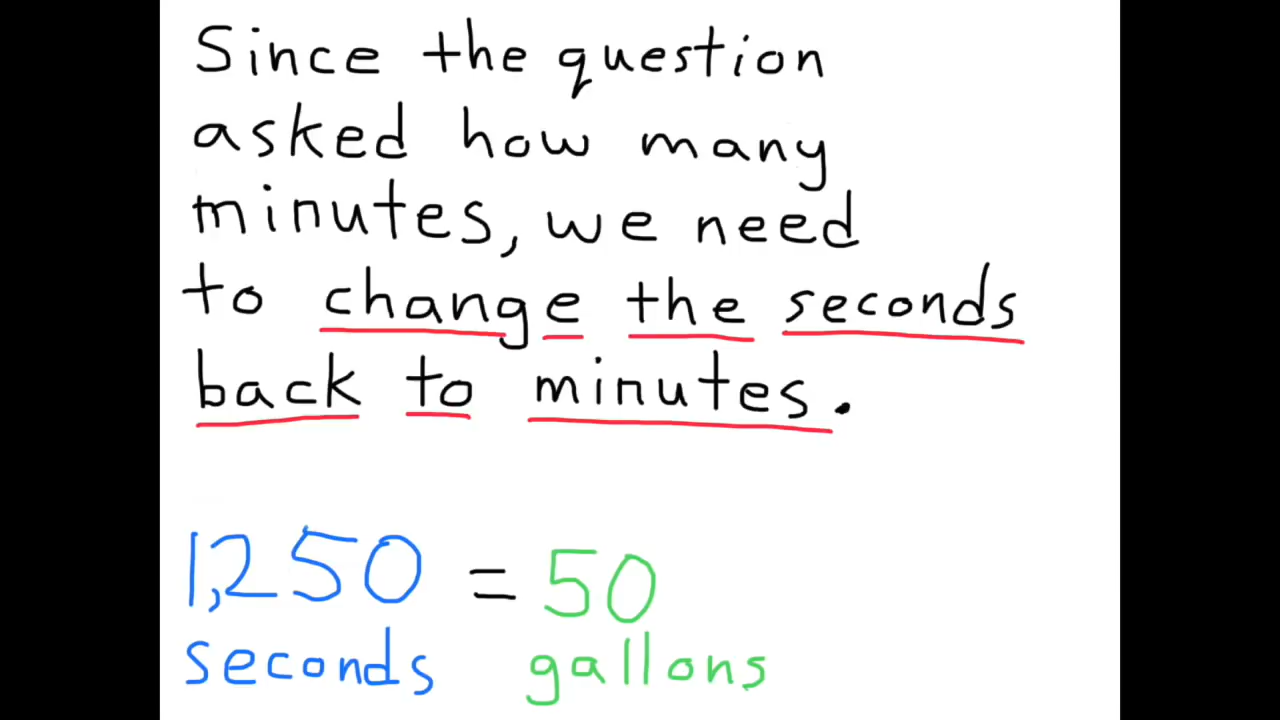 Since the question
asked how many
minutes, we need
to change the seconds
back to minutes.
1,250 = 50
seconds gallons